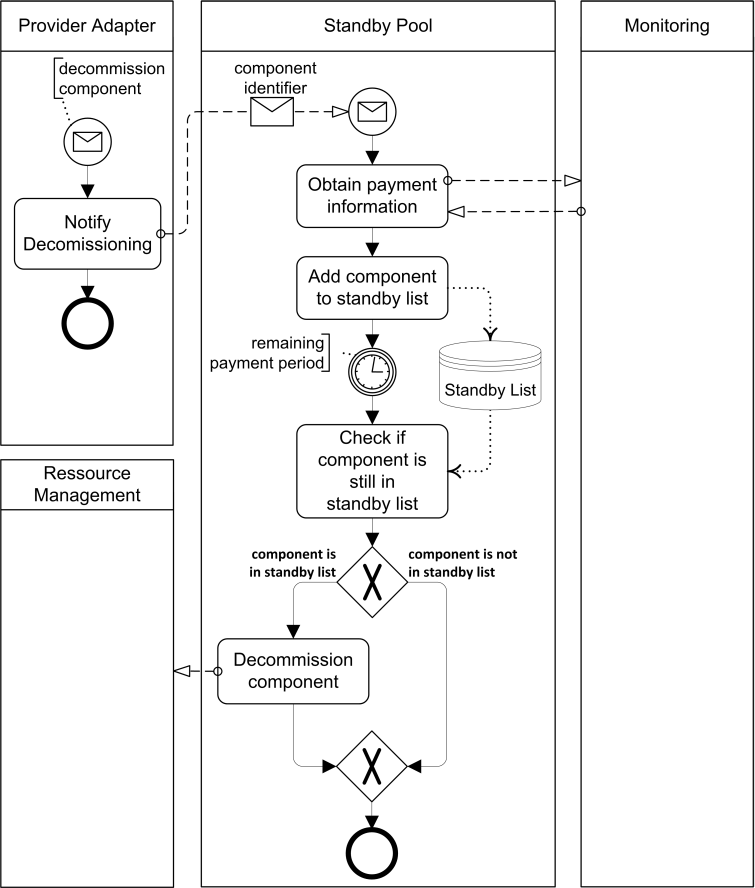 Provider Adapter
Standby Pool
Monitoring
decommission
component
component
identifier
Obtain payment
information
Notify
Decomissioning
Add component
to standby list
remaining
payment period
Standby List
Check if
component is
still in
standby list
Ressource
Management
component is
in standby list
component is not
in standby list
X
Decommission
component
X